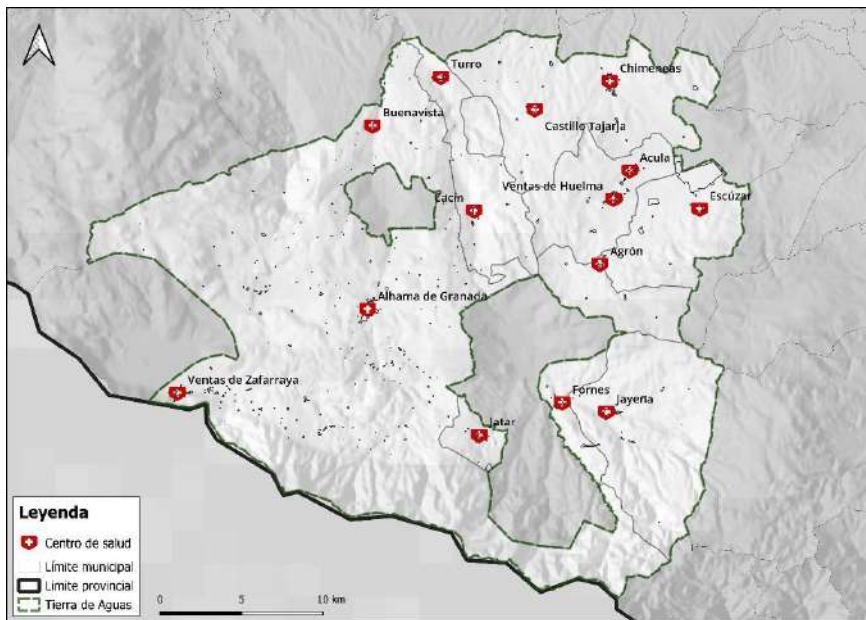 Turro
Chimeneas
Buenavista
Castillo Tajarja
Acula
Ventas de Huelma
Cacín
Escúzar
Agrón
Alhama de Granada
Ventas de Zafarraya
Fornes
Jayena
Jatar
Leyenda
Centro de salud
Límite municipal
Límite provincial
Tierra de Aguas
0 5 10 km